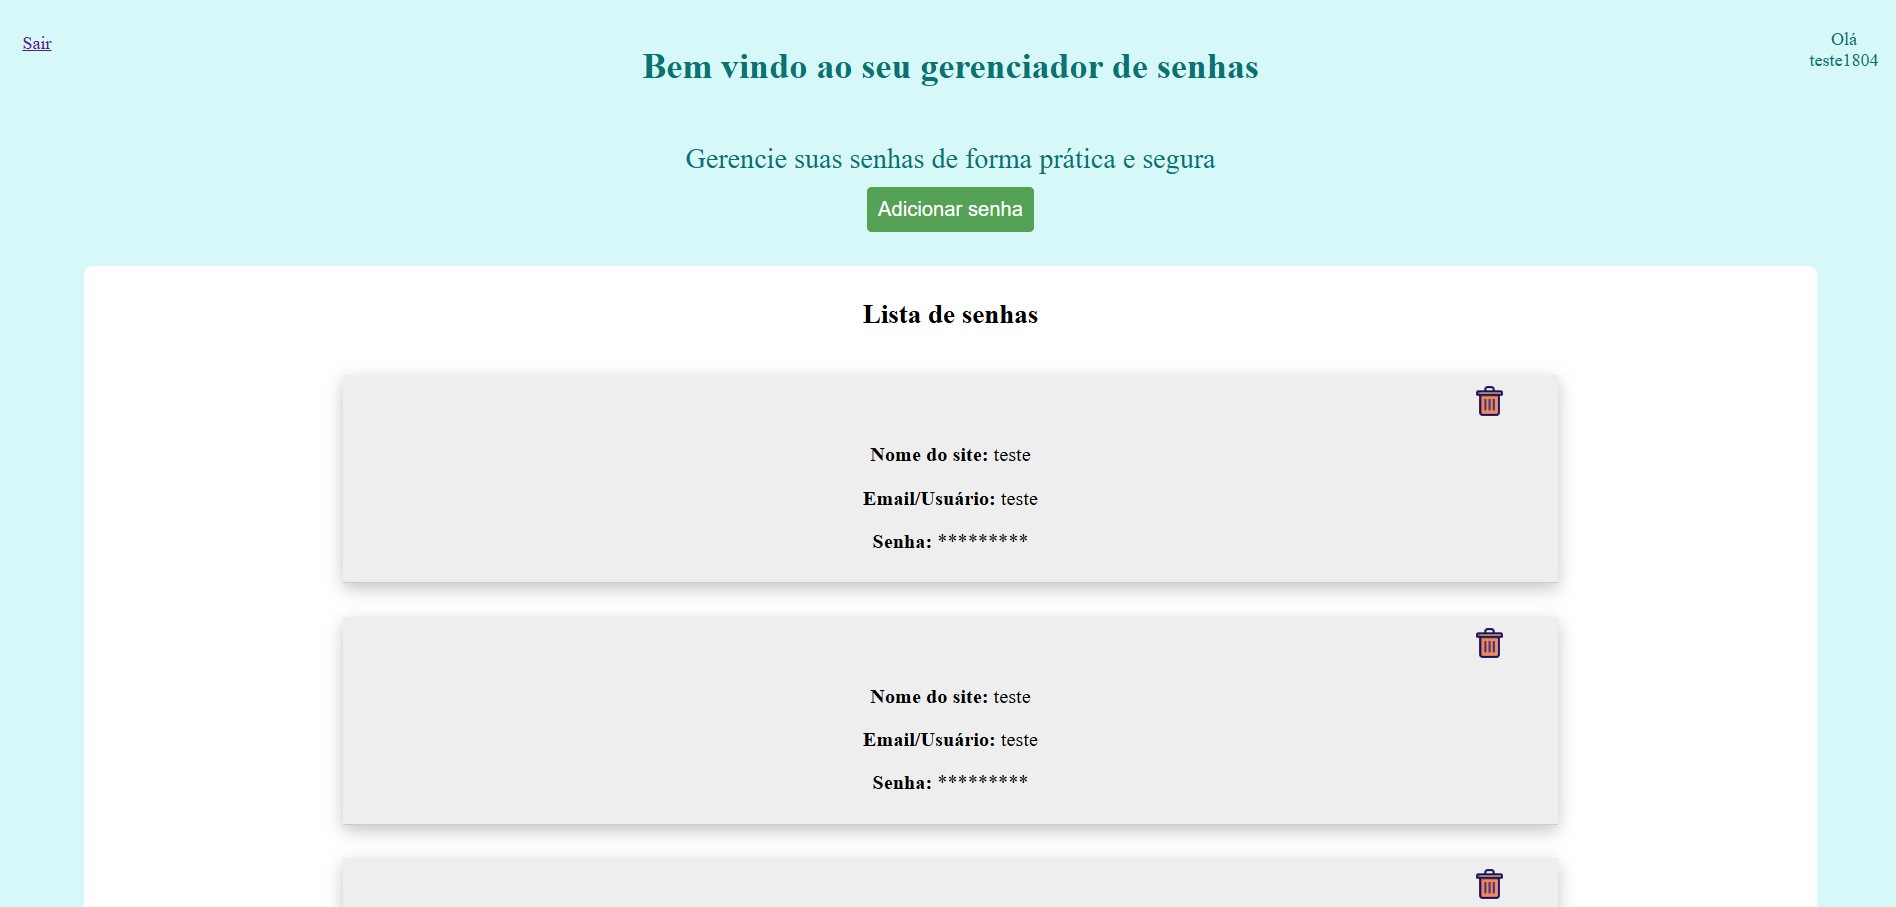 Sair
Olá
teste1804
Bem vindo ao seu gerenciador de senhas
Gerencie suas senhas de forma prática e segura
Adicionar senha
Lista de senhas
Nome do site: teste
Email/Usuário: teste
Senha: *********
Nome do site: teste
Email/Usuário: teste
Senha: *********